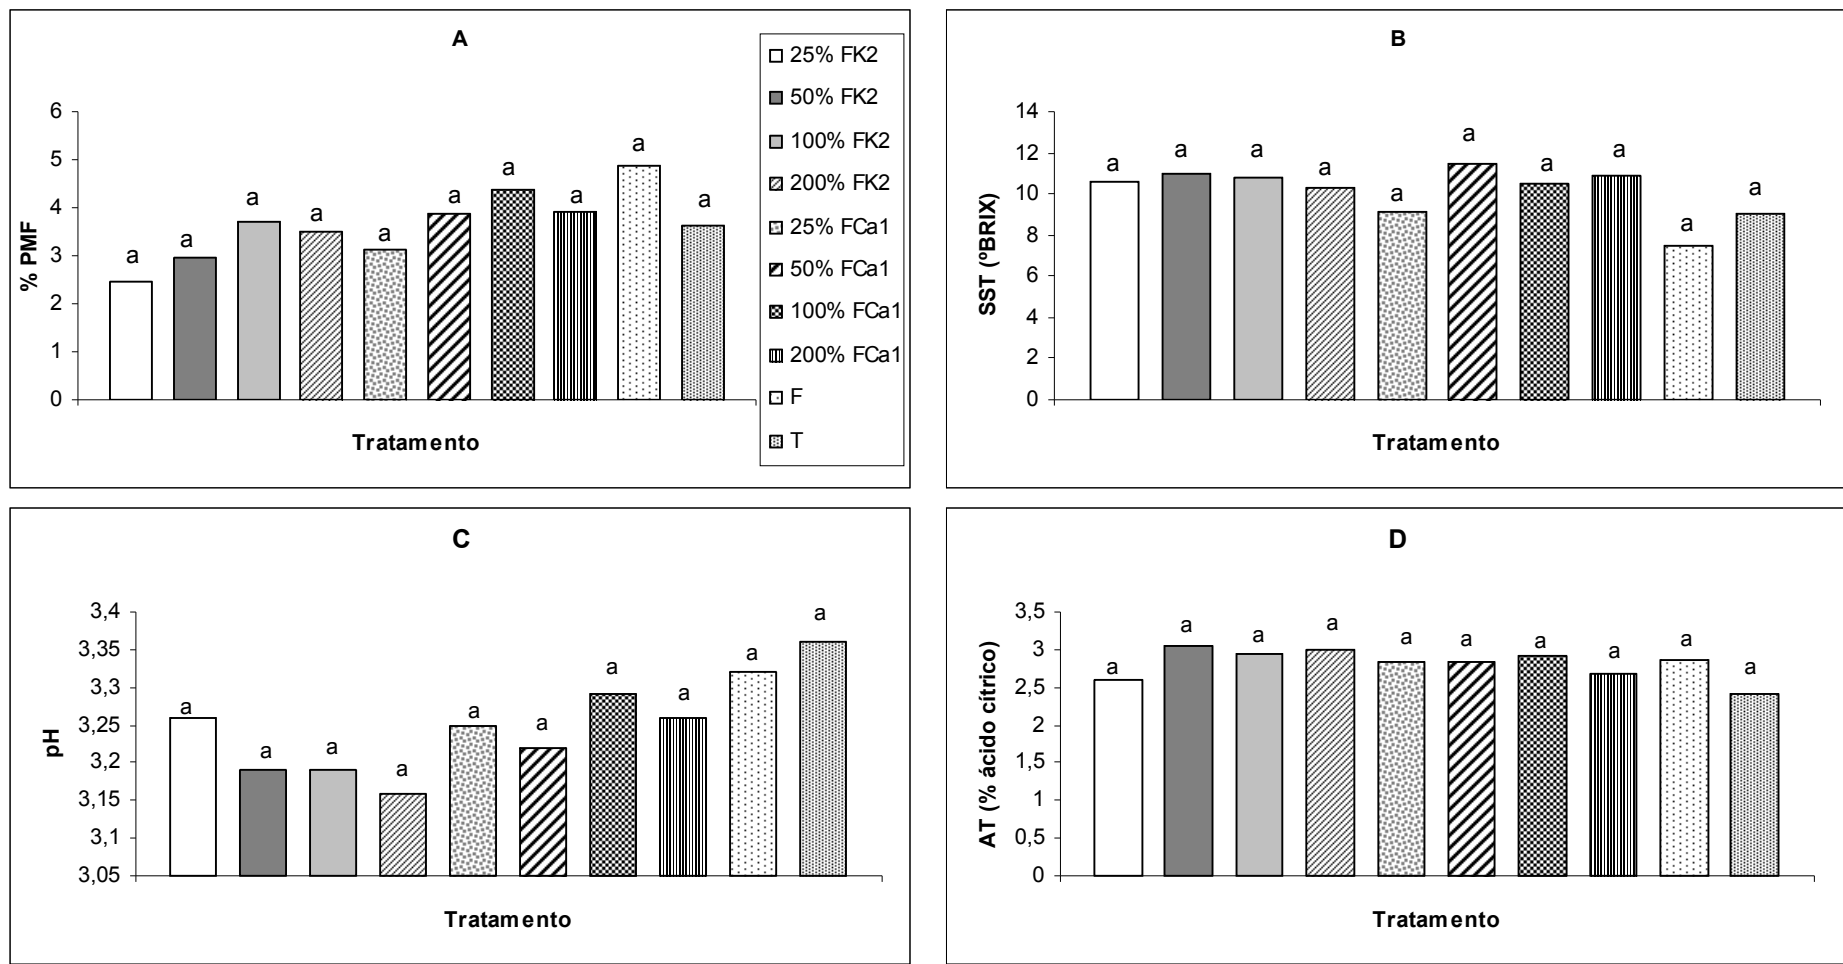 A
% PMF
6
5
4
3
2
1
0
a a a a a a a a a a
Tratamento
25% FK2
50% FK2
100% FK2
200% FK2
25% FCa1
50% FCa1
100% FCa1
200% FCa1
F
T
B
SST (ºBRIX)
14
12
10
8
6
4
2
0
a a a a a a a a a a
Tratamento
C
pH
3,4
3,35
3,3
3,25
3,2
3,15
3,1
3,05
a a a a a a a a a a
Tratamento
D
AT (% ácido cítrico)
3,5
3
2,5
2
1,5
1
0,5
0
a a a a a a a a a a
Tratamento